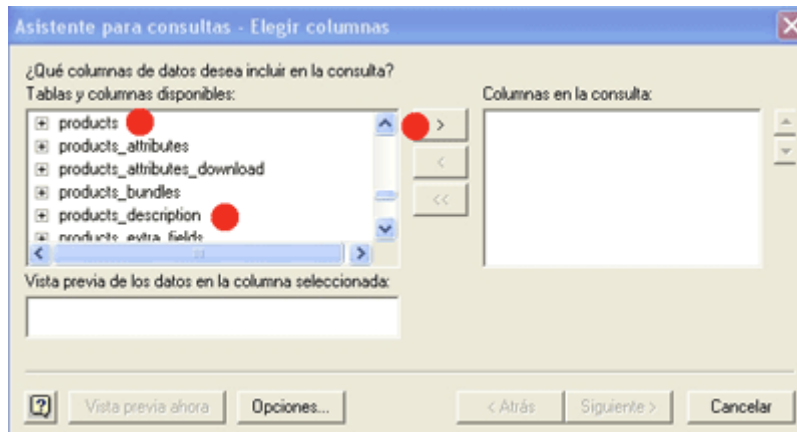 Asistente para consultas - Elegir columnas
¿Qué columnas de datos desea incluir en la consulta?
Tablas y columnas disponibles:
Columnas en la consulta:
products
products_attributes
products_attributes_download
products_bundles
products_description
products_extra_fields
>
<
<<
Vista previa de los datos en la columna seleccionada:
Vista previa ahora
Opciones...
< Atrás
Siguiente >
Cancelar